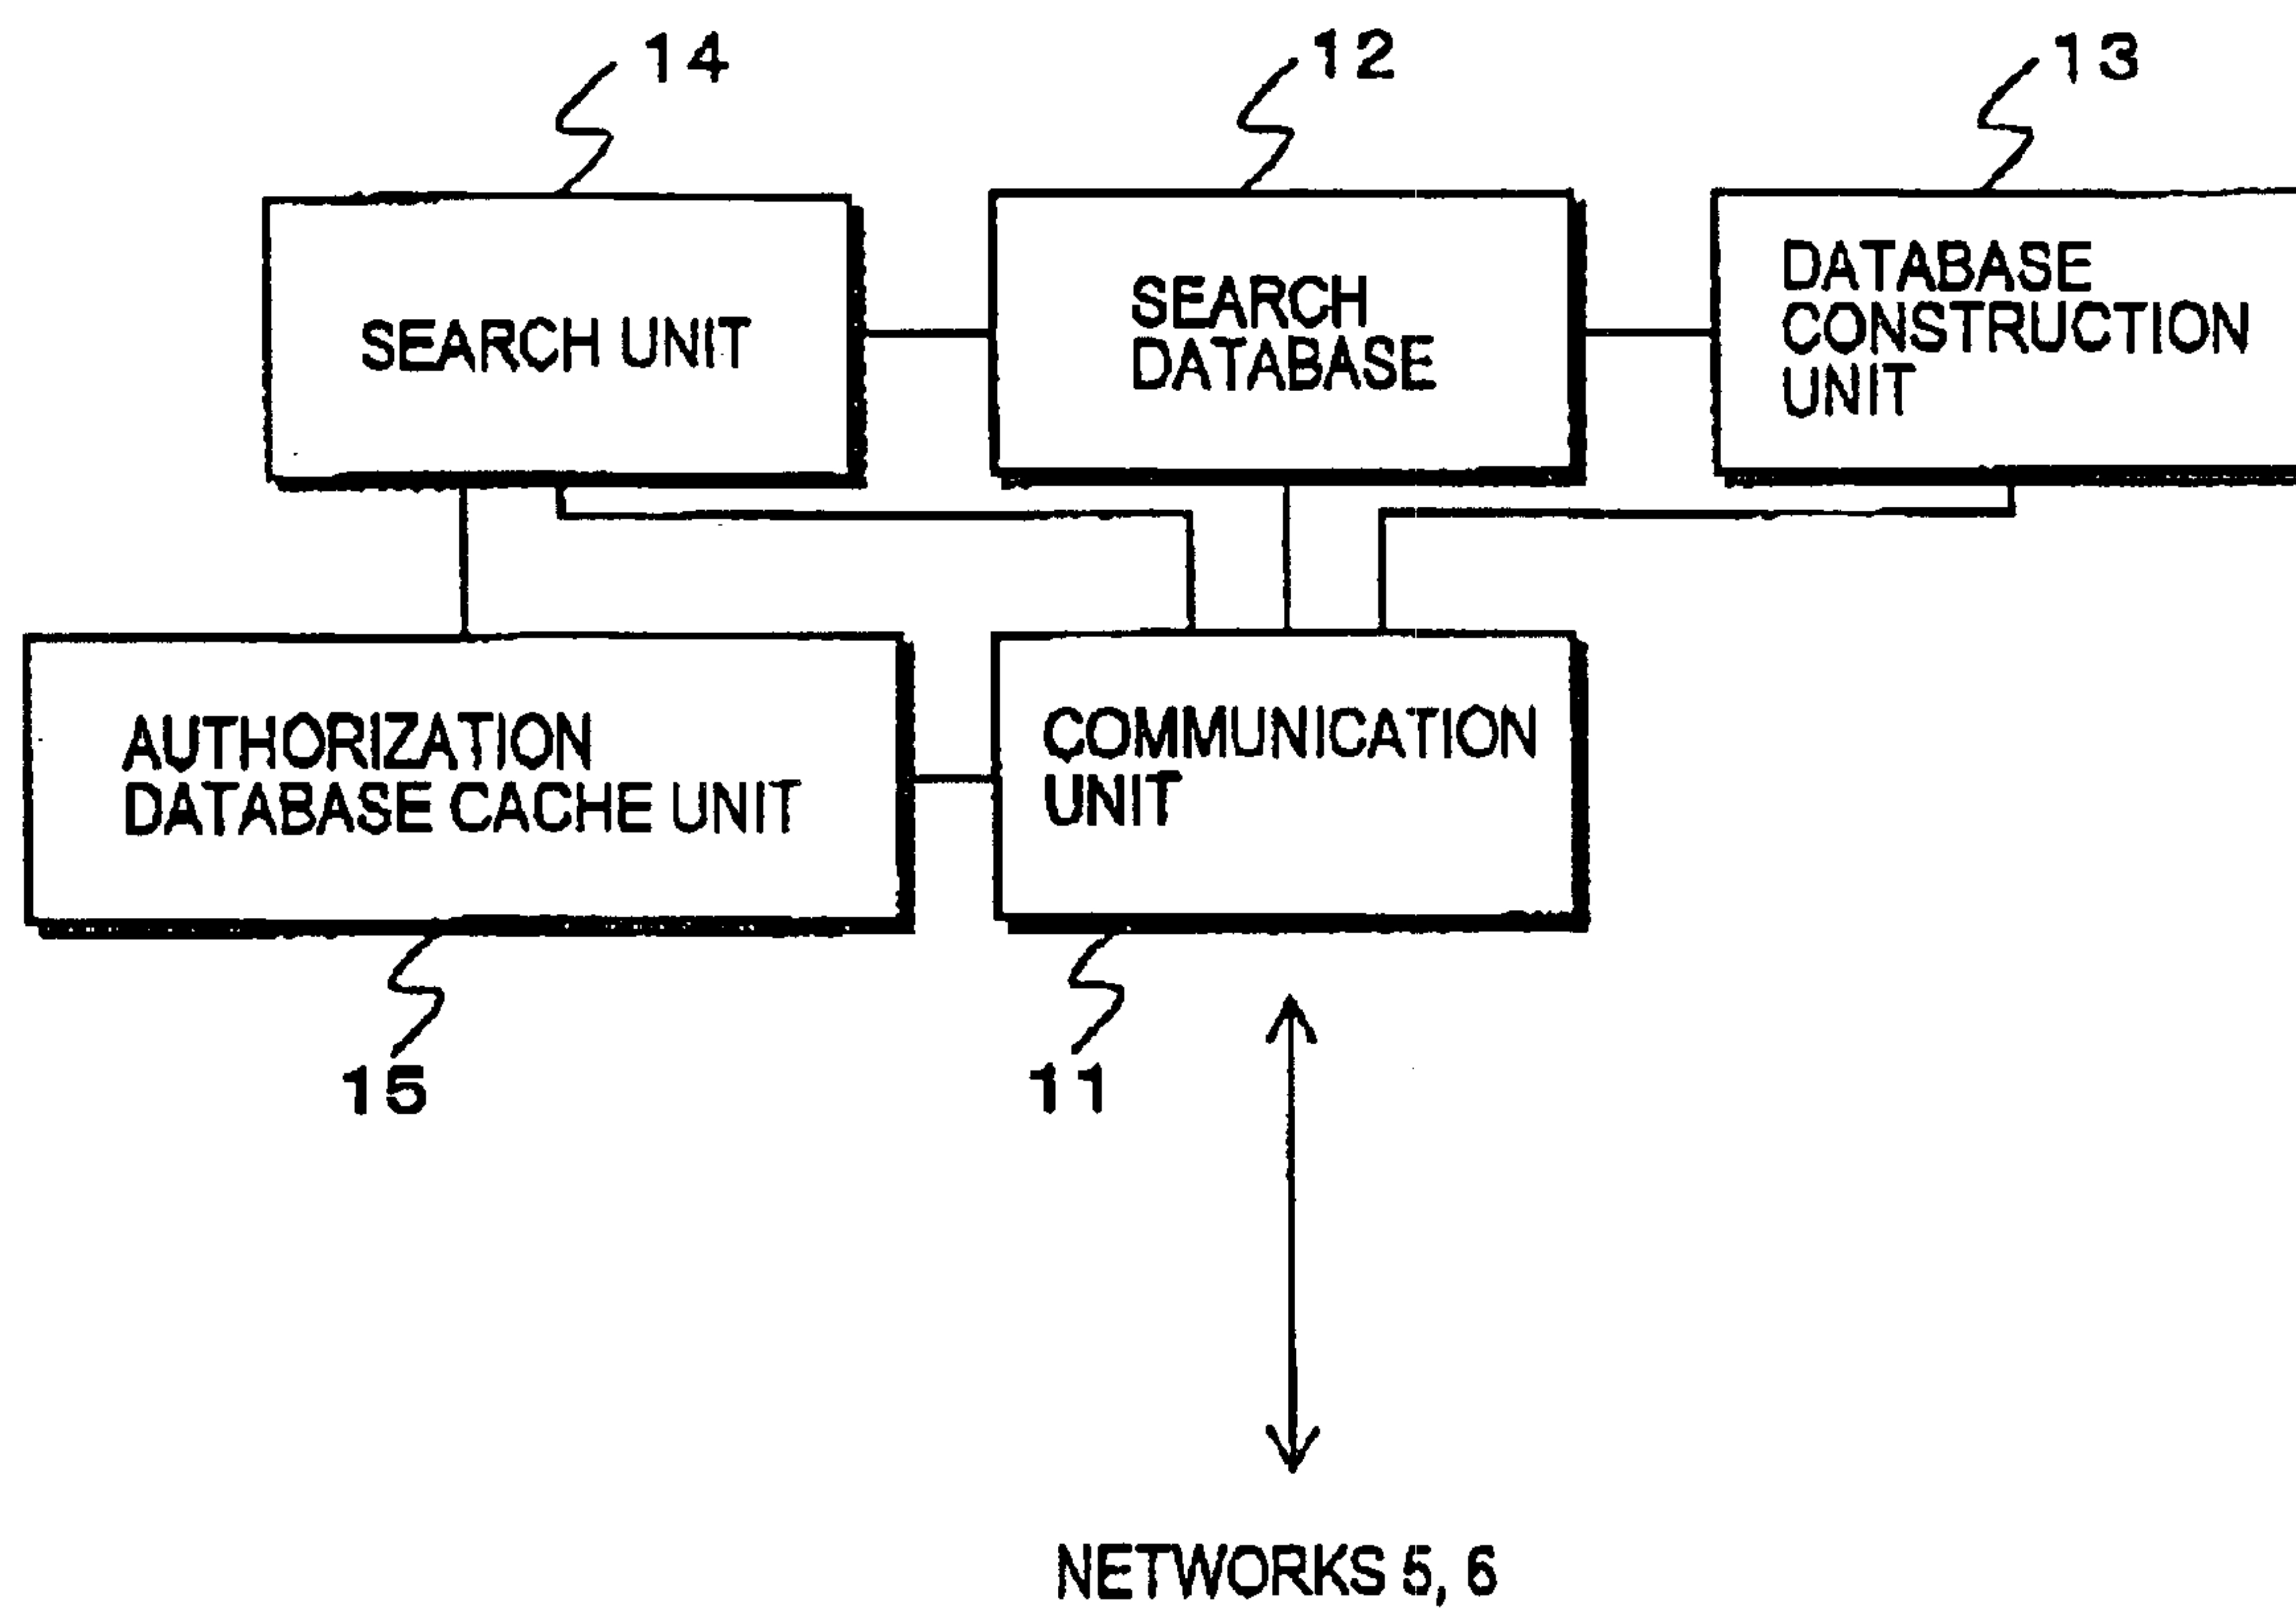 14
12
13
SEARCH UNIT
SEARCH
DATABASE
DATABASE
CONSTRUCTION
UNIT
AUTHORIZATION
DATABASE CACHE UNIT
COMMUNICATION
UNIT
15
11
NETWORKS 5, 6